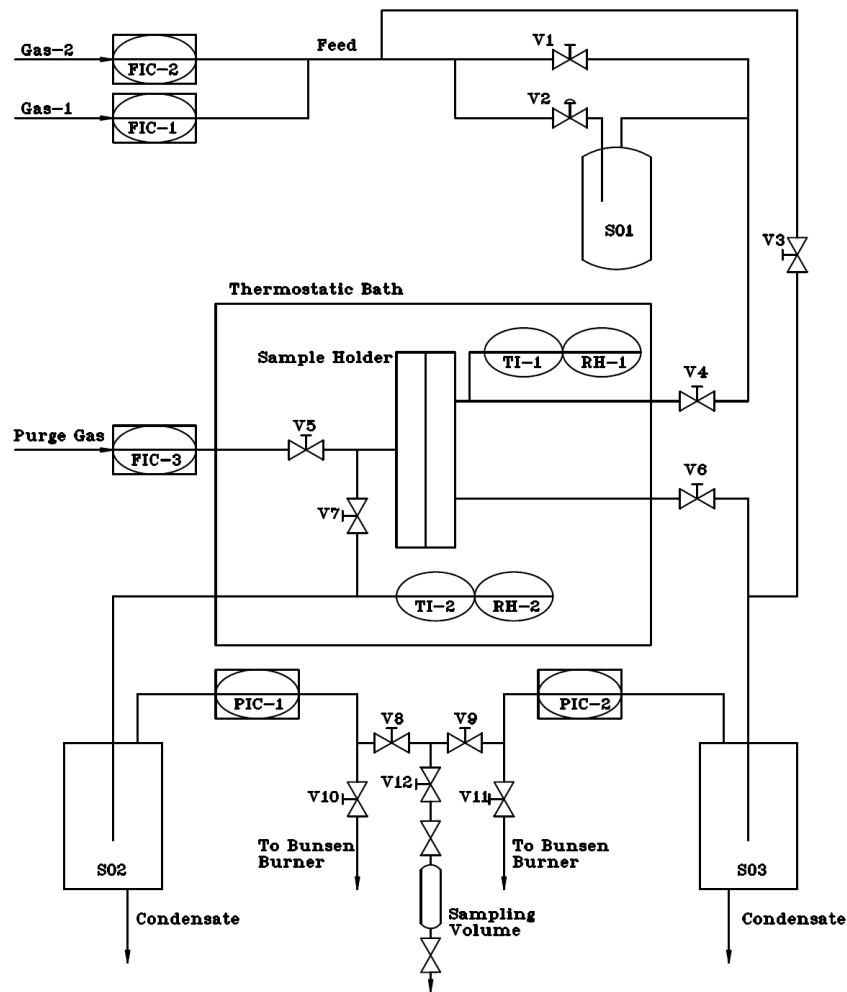 Gas-2
FIC-2
Feed
V1
Gas-1
FIC-1
V2
S01
V3
Thermostatic Bath
Sample Holder
TI-1
RH-1
V4
Purge Gas
FIC-3
V5
V6
V7
TI-2
RH-2
PIC-1
V8
V9
PIC-2
V10
V12
V11
To Bunsen
Burner
To Bunsen
Burner
S02
S03
Condensate
Sampling
Volume
Condensate